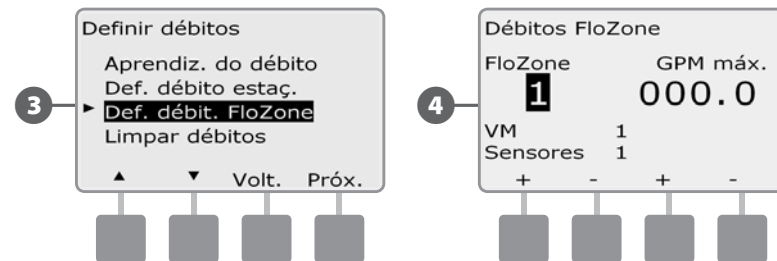 3
Definir débitos
Aprendiz. do débito
Def. débito estaç.
Def. débit. FloZone
Limpar débitos
Volt. Próx.
4
Débitos FloZone
FloZone GPM máx.
1 000.0
VM 1
Sensores 1
+ - + -